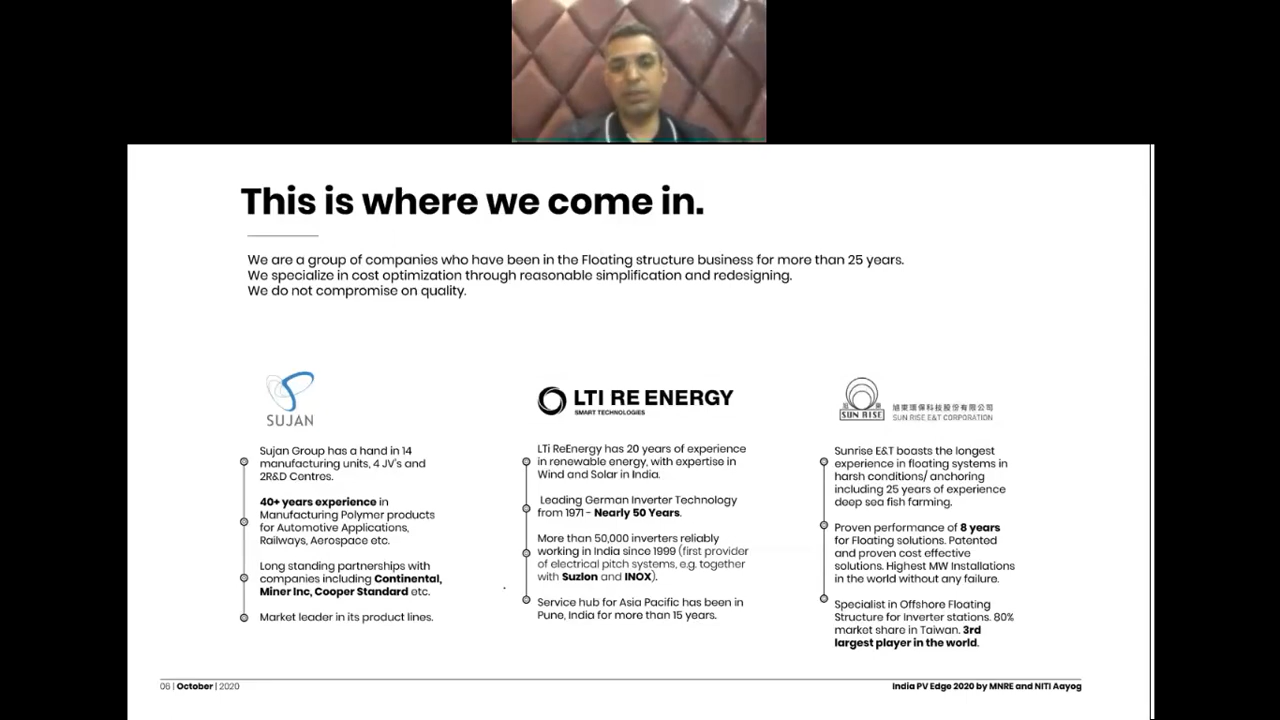 This is where we come in.
We are a group of companies who have been in the Floating structure business for more than 25 years.
We specialize in cost optimization through reasonable simplification and redesigning.
We do not compromise on quality.
SUJAN
Sujan Group has a hand in 14
manufacturing units, 4 JV's and
2R&D Centres.
40+ years experience in
Manufacturing Polymer products
for Automotive Applications,
Railways, Aerospace etc.
Long standing partnerships with
companies including Continental,
Miner Inc, Cooper Standard etc.
Market leader in its product lines.
LTI RE ENERGY
SMART TECHNOLOGIES
LTi ReEnergy has 20 years of experience
in renewable energy, with expertise in
Wind and Solar in India.
Leading German Inverter Technology
from 1971 - Nearly 50 Years.
More than 50,000 inverters reliably
working in India since 1999 (first provider
of electrical pitch systems, e.g. together
with Suzlon and INOX).
Service hub for Asia Pacific has been in
Pune, India for more than 15 years.
旭東
SUN RISE
旭東環保科技股份有限公司
SUN RISE E&T CORPORATION
Sunrise E&T boasts the longest
experience in floating systems in
harsh conditions/ anchoring
including 25 years of experience
deep sea fish farming.
Proven performance of 8 years
for Floating solutions. Patented
and proven cost effective
solutions. Highest MW Installations
in the world without any failure.
Specialist in Offshore Floating
Structure for Inverter stations. 80%
market share in Taiwan. 3rd
largest player in the world.
06 | October | 2020
India PV Edge 2020 by MNRE and NITI Aayog